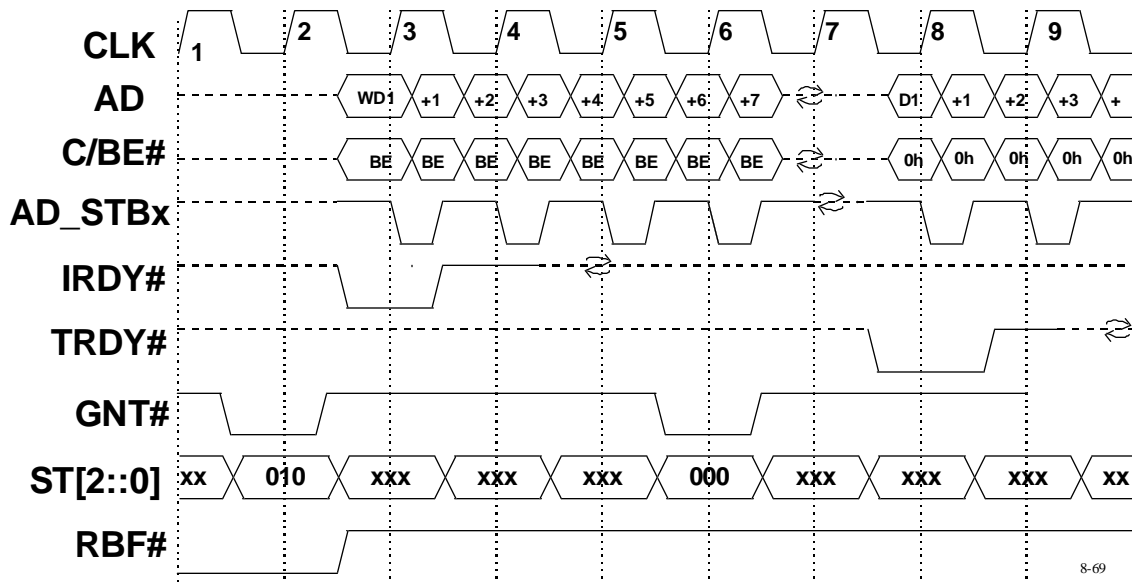 CLK 1 2 3 4 5 6 7 8 9
AD WD1 +1 +2 +3 +4 +5 +6 +7 D1 +1 +2 +3 +
C/BE# BE BE BE BE BE BE BE BE 0h 0h 0h 0h 0h
AD_STBx
IRDY#
TRDY#
GNT#
ST[2::0] xx 010 xxx xxx xxx 000 xxx xxx xxx xx
RBF#
8-69